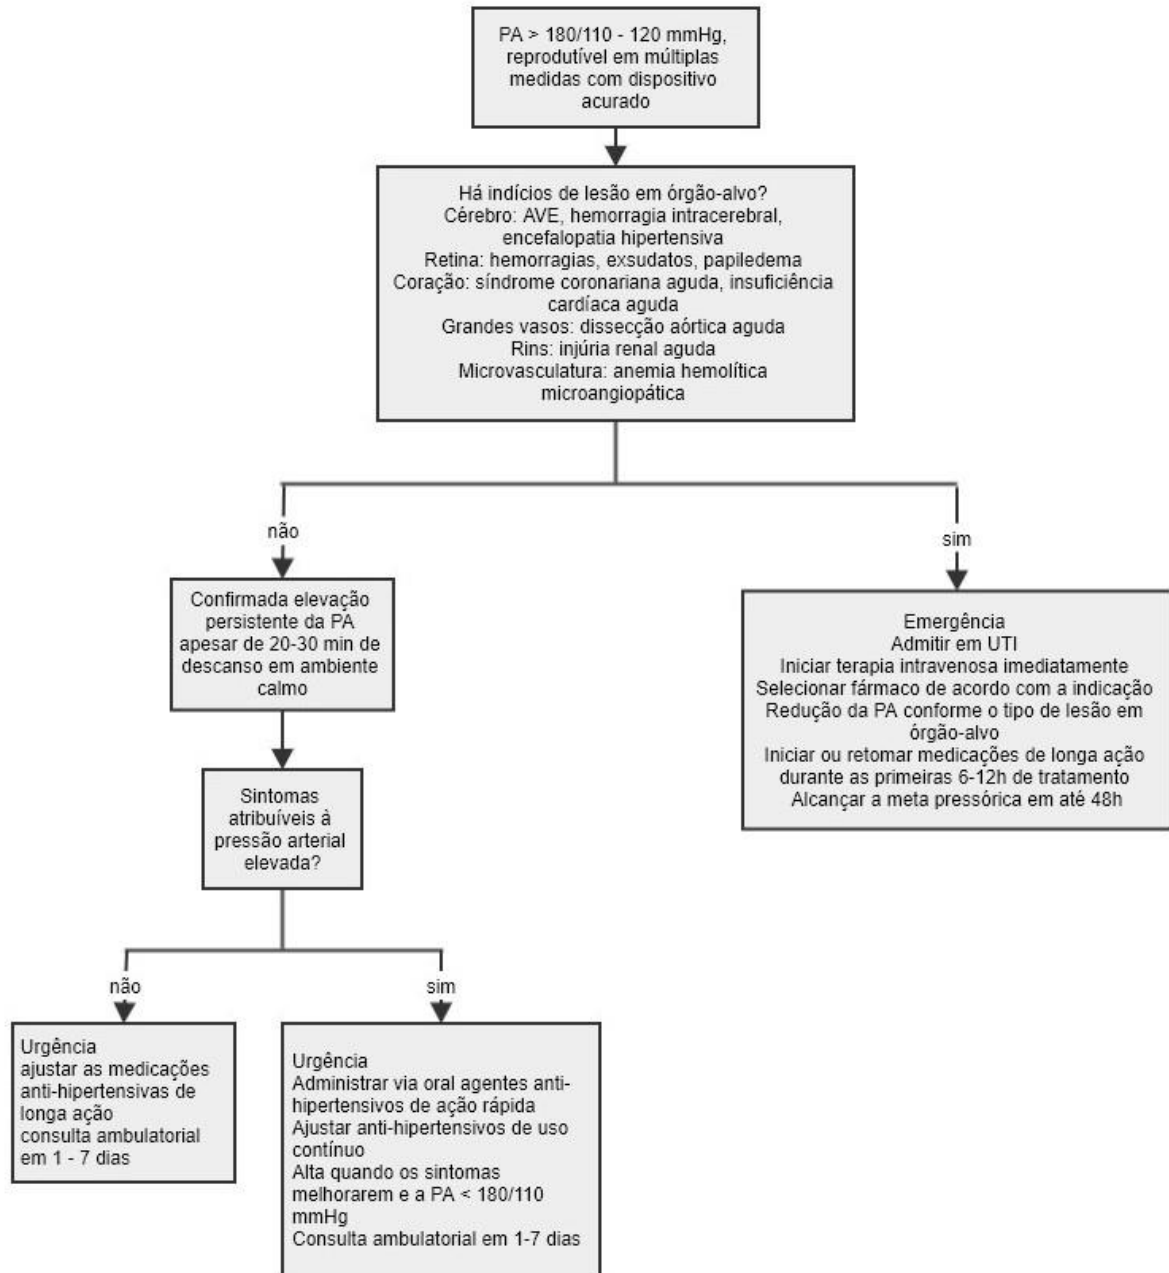 PA > 180/110 - 120 mmHg,
reprodutível em múltiplas
medidas com dispositivo
acurado
Há indícios de lesão em órgão-alvo?
Cérebro: AVE, hemorragia intracerebral,
encefalopatia hipertensiva
Retina: hemorragias, exsudatos, papiledema
Coração: síndrome coronariana aguda, insuficiência
cardíaca aguda
Grandes vasos: dissecção aórtica aguda
Rins: injúria renal aguda
Microvasculatura: anemia hemolítica
microangiopática
não
sim
Confirmada elevação
persistente da PA
apesar de 20-30 min de
descanso em ambiente
calmo
Emergência
Admitir em UTI
Iniciar terapia intravenosa imediatamente
Selecionar fármaco de acordo com a indicação
Redução da PA conforme o tipo de lesão em
órgão-alvo
Iniciar ou retomar medicações de longa ação
durante as primeiras 6-12h de tratamento
Alcançar a meta pressórica em até 48h
Sintomas
atribuíveis à
pressão arterial
elevada?
não
sim
Urgência
ajustar as medicações
anti-hipertensivas de
longa ação
consulta ambulatorial
em 1 - 7 dias
Urgência
Administrar via oral agentes anti-
hipertensivos de ação rápida
Ajustar anti-hipertensivos de uso
contínuo
Alta quando os sintomas
melhorarem e a PA < 180/110
mmHg
Consulta ambulatorial em 1-7 dias